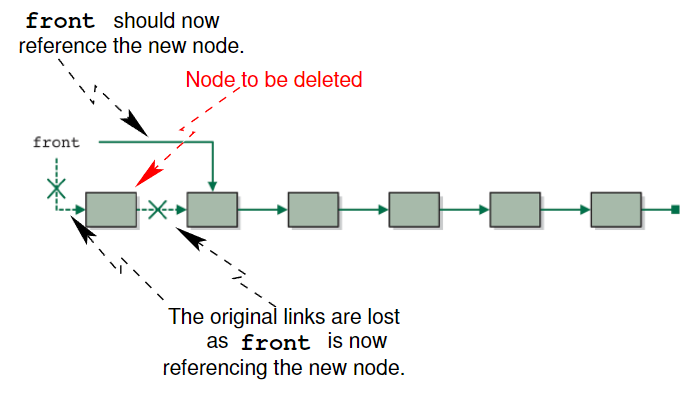 front should now
reference the new node.
Node to be deleted
front
The original links are lost
as front is now
referencing the new node.